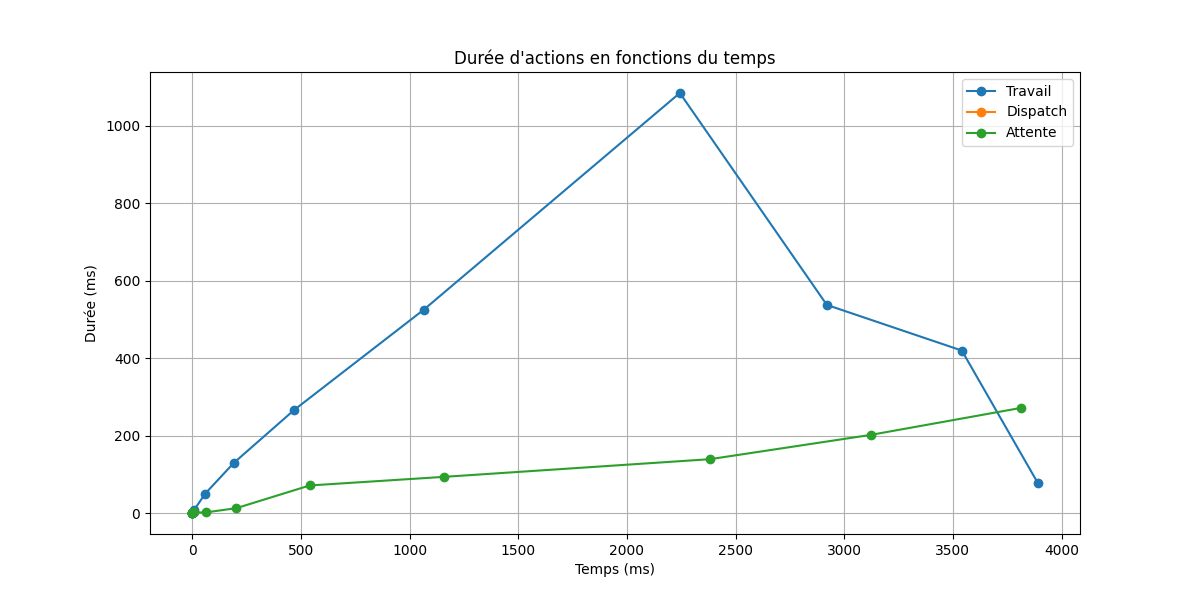 Durée d'actions en fonctions du temps
Travail
Dispatch
Attente
Durée (ms)
1000
800
600
400
200
0
0 500 1000 1500 2000 2500 3000 3500 4000
Temps (ms)